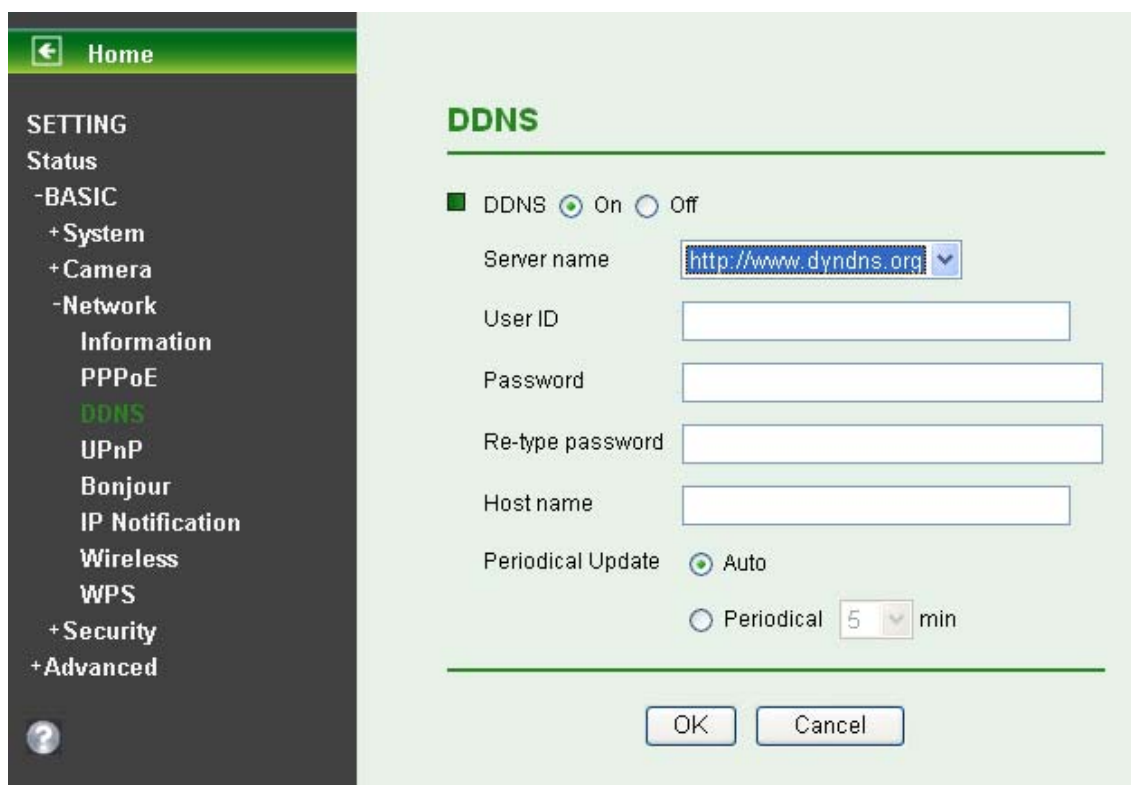 Home
SETTING
Status
-BASIC
+System
+Camera
-Network
Information
PPPoE
DDNS
UPnP
Bonjour
IP Notification
Wireless
WPS
+Security
+Advanced
?
DDNS
DDNS On Off
Server name http://www.dyndns.org
User ID
Password
Re-type password
Host name
Periodical Update Auto
Periodical 5 min
OK Cancel